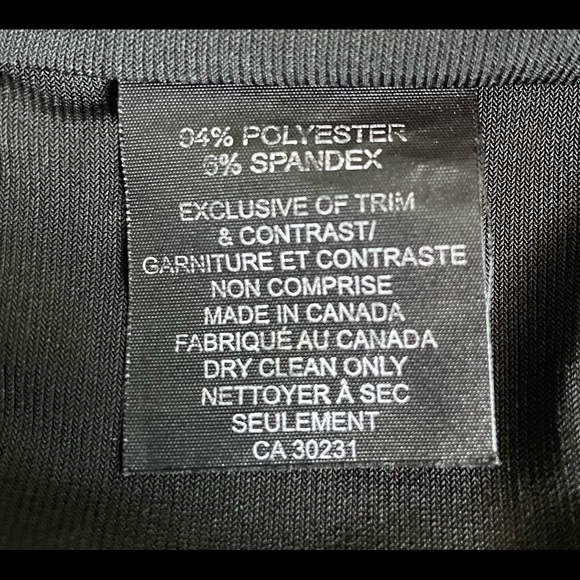 94% POLYESTER
6% SPANDEX
EXCLUSIVE OF TRIM
& CONTRAST/
GARNITURE ET CONTRASTE
NON COMPRISE
MADE IN CANADA
FABRIQUÉ AU CANADA
DRY CLEAN ONLY
NETTOYER À SEC
SEULEMENT
CA 30231